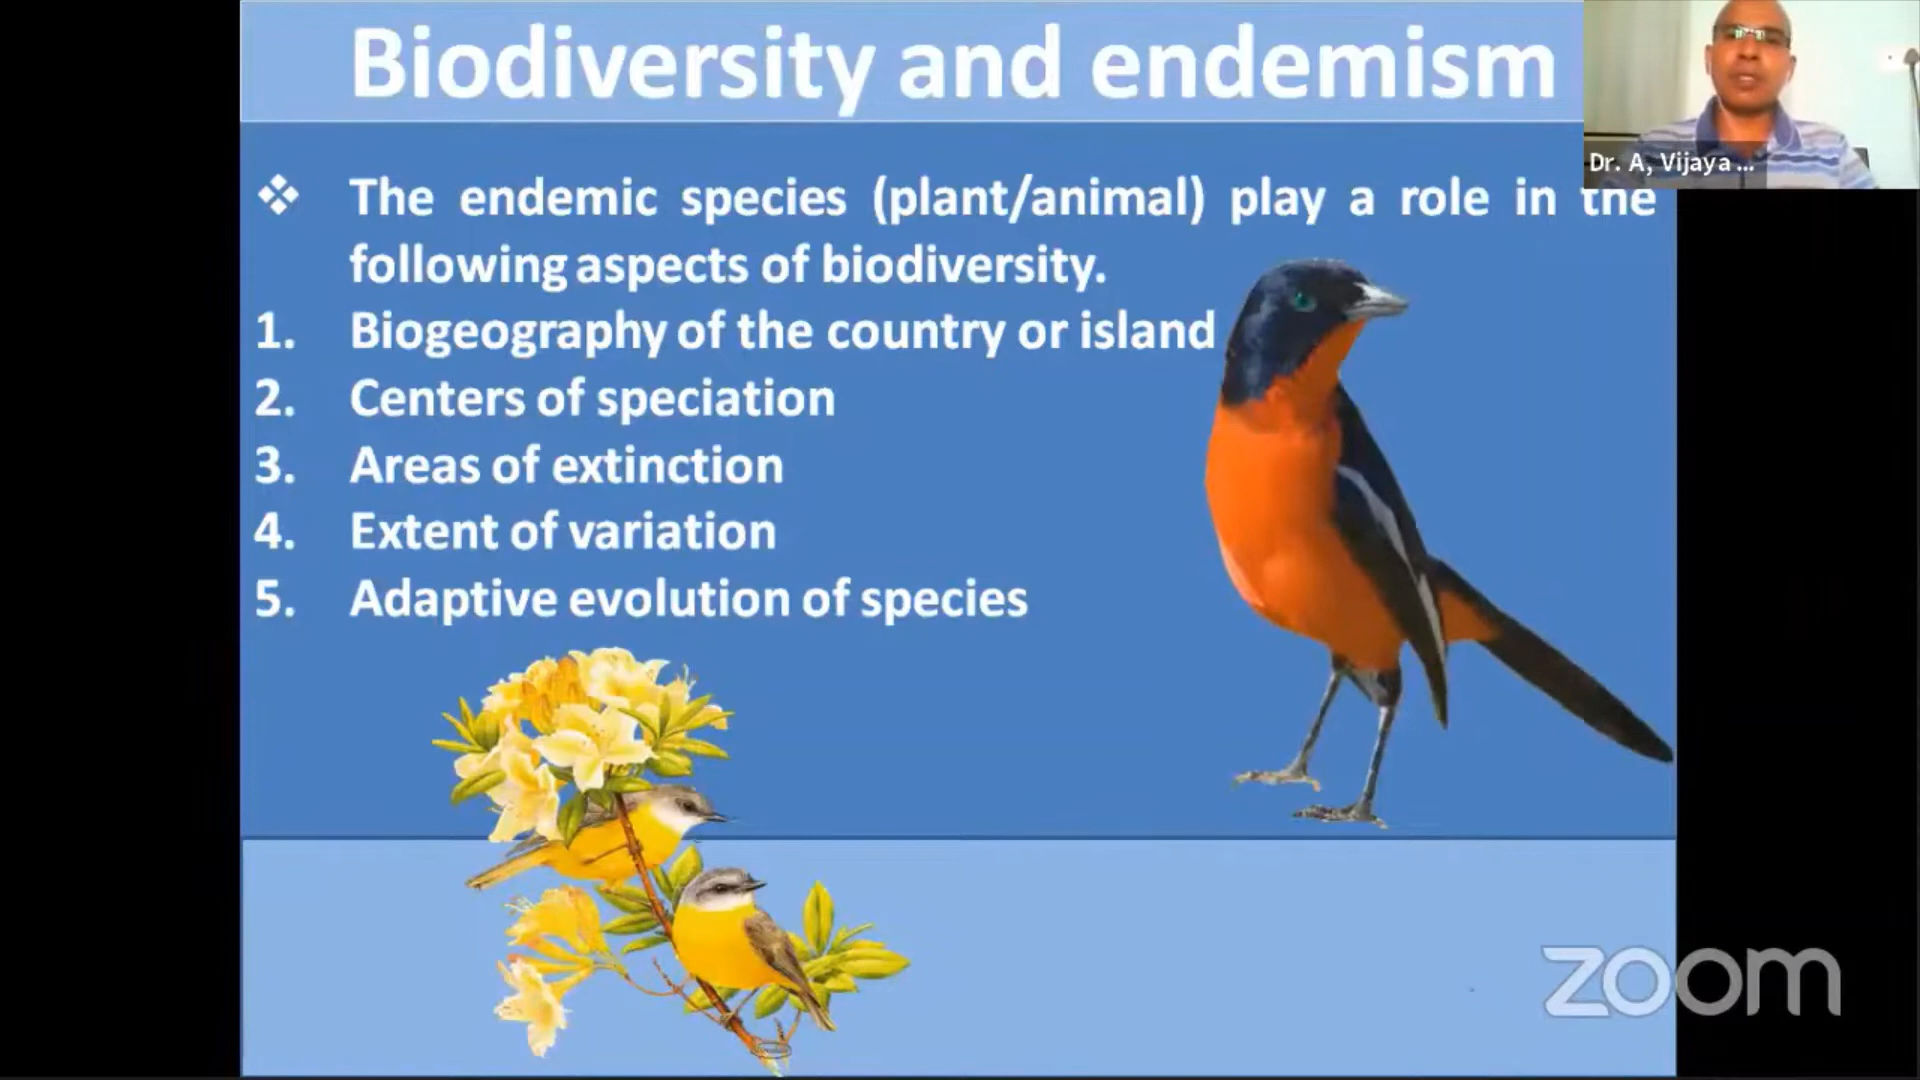 Biodiversity and endemism
Dr. A, Vijaya ...
❖ The endemic species (plant/animal) play a role in the
following aspects of biodiversity.
1. Biogeography of the country or island
2. Centers of speciation
3. Areas of extinction
4. Extent of variation
5. Adaptive evolution of species
zoom